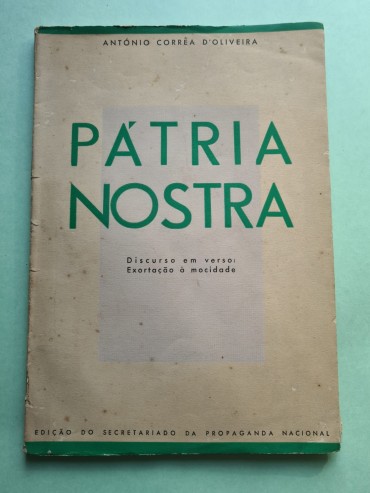 ANTÓNIO CORRÊA D'OLIVEIRA
PÁTRIA
NOSTRA
Discurso em verso:
Exortação à mocidade
EDIÇÃO DO SECRETARIADO DA PROPAGANDA NACIONAL